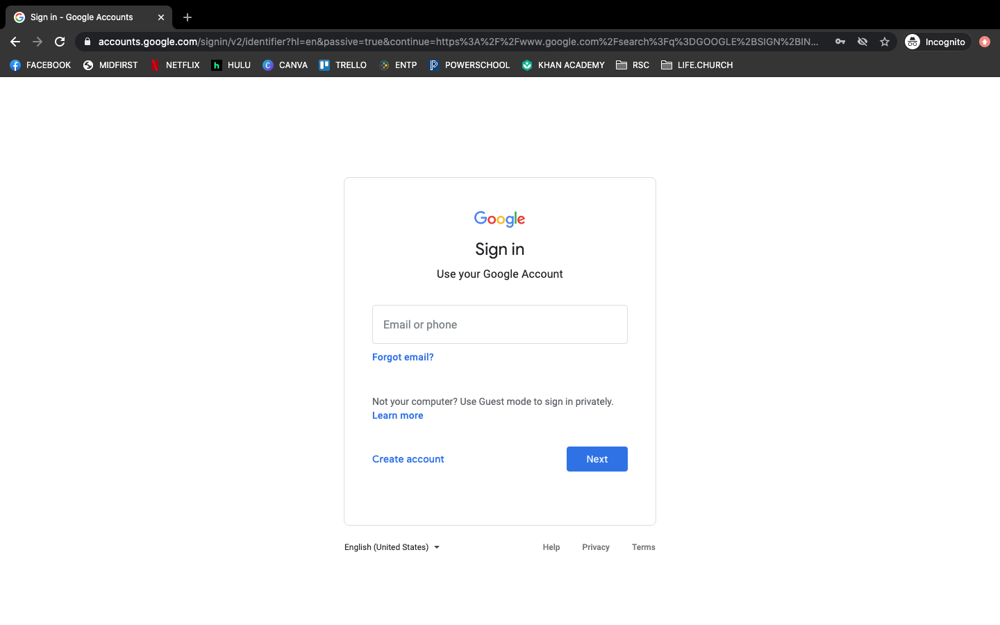 Sign in - Google Accounts
accounts.google.com/signin/v2/identifier?hl=en&passive=true&continue=https%3A%2F%2Fwww.google.com%2Fsearch%3Fq%3DGOOGLE%2BSIGN%2BIN...
Incognito
FACEBOOK MIDFIRST NETFLIX HULU CANVA TRELLO ENTP POWERSCHOOL KHAN ACADEMY RSC LIFE.CHURCH
Google
Sign in
Use your Google Account
Email or phone
Forgot email?
Not your computer? Use Guest mode to sign in privately.
Learn more
Create account Next
English (United States) Help Privacy Terms